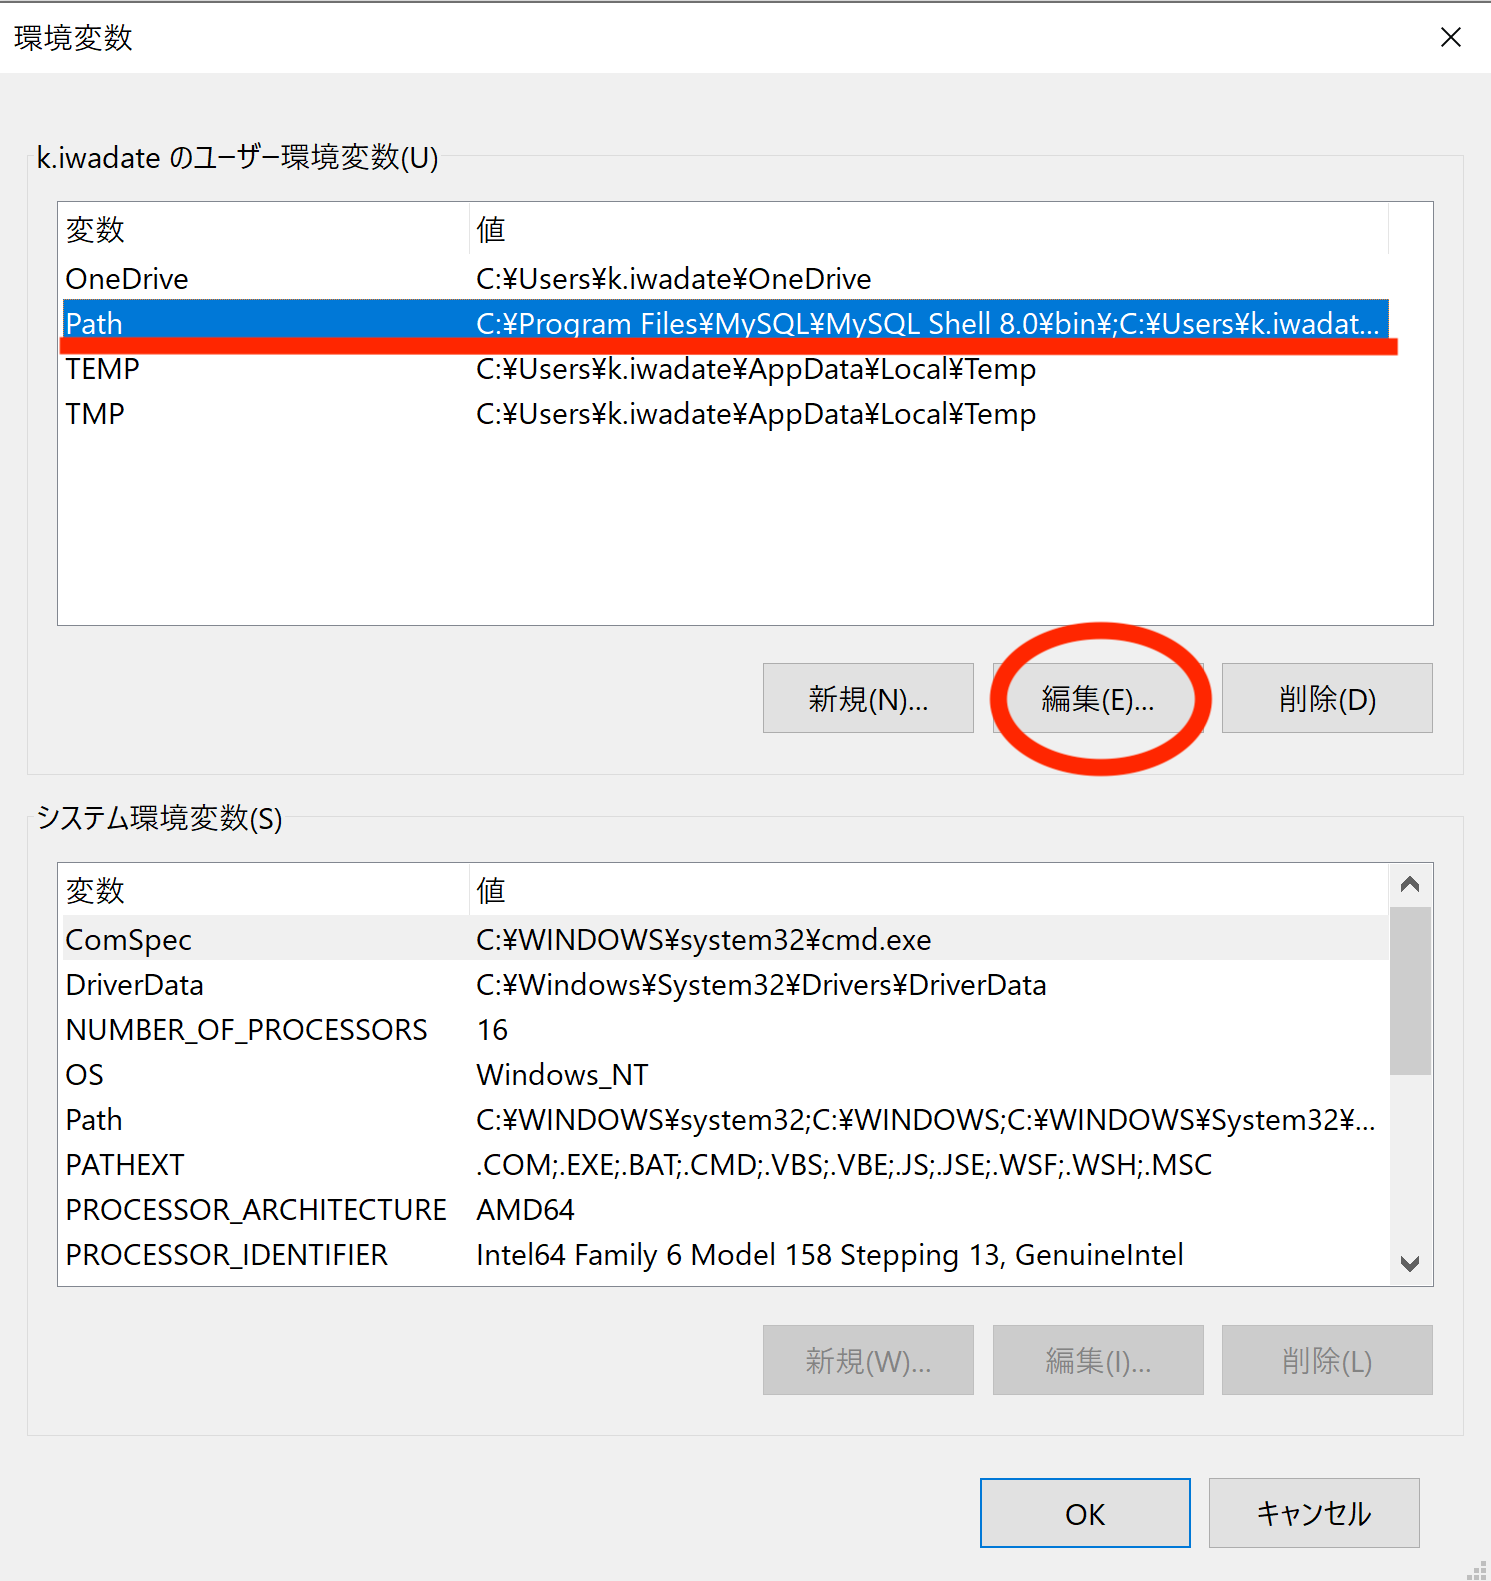 環境変数
k.iwadate のユーザー環境変数(U)
変数 値
OneDrive C:¥Users¥k.iwadate¥OneDrive
Path C:¥Program Files¥MySQL¥MySQL Shell 8.0¥bin¥;C:¥Users¥k.iwadat...
TEMP C:¥Users¥k.iwadate¥AppData¥Local¥Temp
TMP C:¥Users¥k.iwadate¥AppData¥Local¥Temp
新規(N)... 編集(E)... 削除(D)
システム環境変数(S)
変数 値
ComSpec C:¥WINDOWS¥system32¥cmd.exe
DriverData C:¥Windows¥System32¥Drivers¥DriverData
NUMBER_OF_PROCESSORS 16
OS Windows_NT
Path C:¥WINDOWS¥system32;C:¥WINDOWS;C:¥WINDOWS¥System32¥...
PATHEXT .COM;.EXE;.BAT;.CMD;.VBS;.VBE;.JS;.JSE;.WSF;.WSH;.MSC
PROCESSOR_ARCHITECTURE AMD64
PROCESSOR_IDENTIFIER Intel64 Family 6 Model 158 Stepping 13, GenuineIntel
新規(W)... 編集(I)... 削除(L)
OK キャンセル